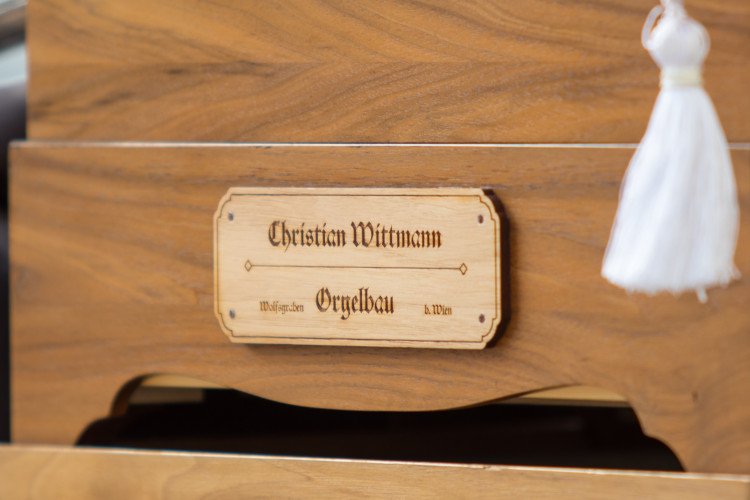 Christian Wittmann
Wolfsgraben Orgelbau b. Wien